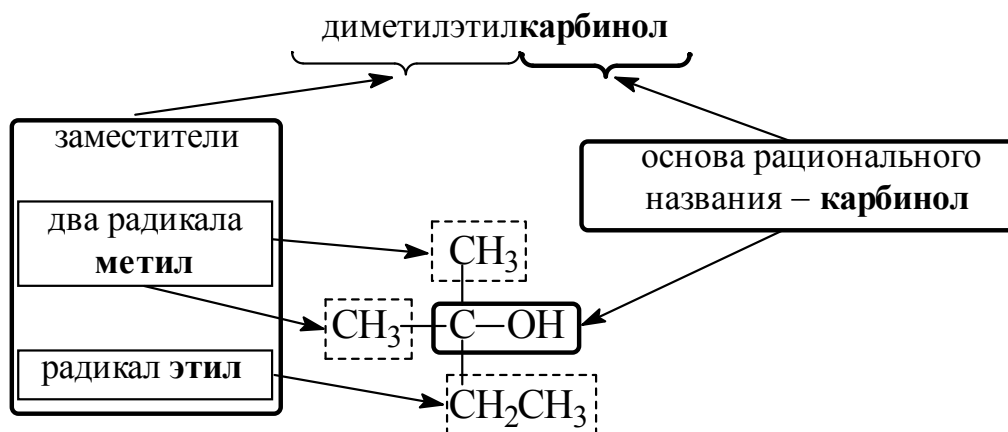 диметилэтилкарбинол
заместители
два радикала
метил
радикал этил
основа рационального
названия – карбинол
CH₃
CH₃—C—OH
CH₂CH₃